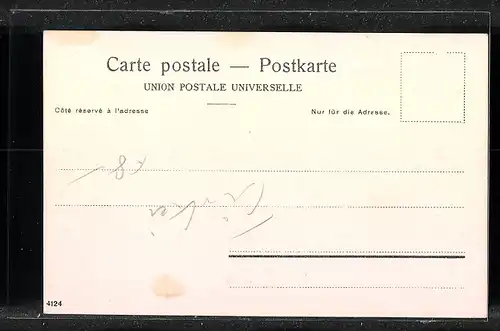 Carte postale — Postkarte
UNION POSTALE UNIVERSELLE
Côté réservé à l'adresse
Nur für die Adresse.
4124